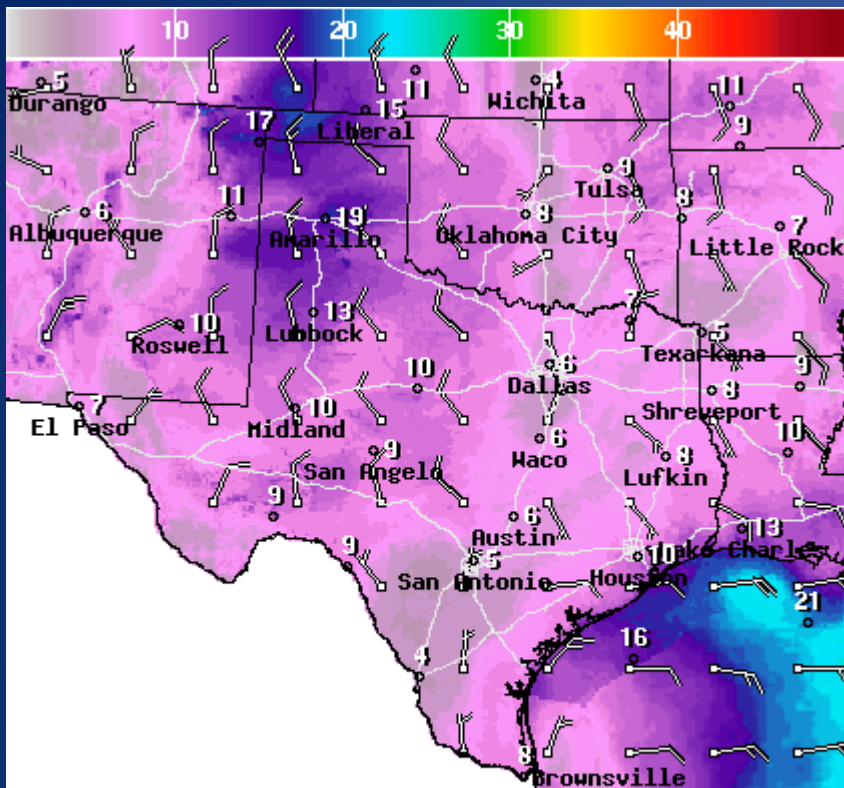 10 20 30 40
5 11 4 11
Durango Wichita
15
Liberal
17 9
9
Tulsa
6 11 19 8 8 7
Albuquerque Amarillo Oklahoma City Little Rock
10 13 7 5
Roswell Lubbock Texarkana
6
Dallas
10 8 9
Shreveport
7 10
El Paso Midland
6
Waco
9 8 10
San Angelo Lufkin
9 6 13
Austin
Lake Charles
9 5 10
San Antonio Houston
21
16
4
8
Brownsville